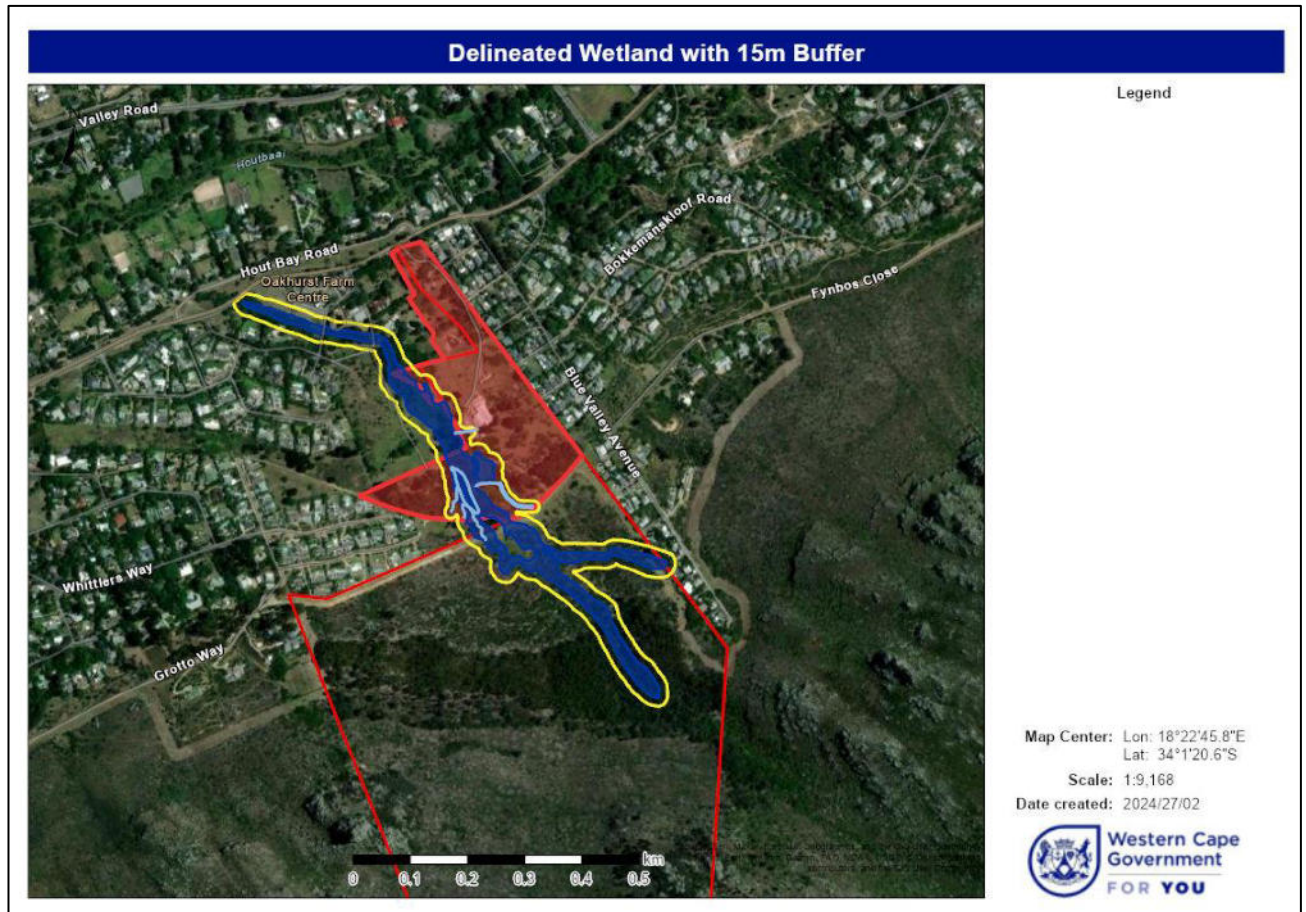 Delineated Wetland with 15m Buffer
Legend
Valley Road
Houtbaai
Bokkemanskloof Road
Hout Bay Road
Oakhurst Farm
Centre
Fynbos Close
Blue Valley Avenue
Whittlers Way
Grotto Way
km
0 0.1 0.2 0.3 0.4 0.5
Map Center: Lon: 18°22'45.8"E
Lat: 34°1'20.6"S
Scale: 1:9,168
Date created: 2024/27/02
Western Cape
Government
FOR YOU